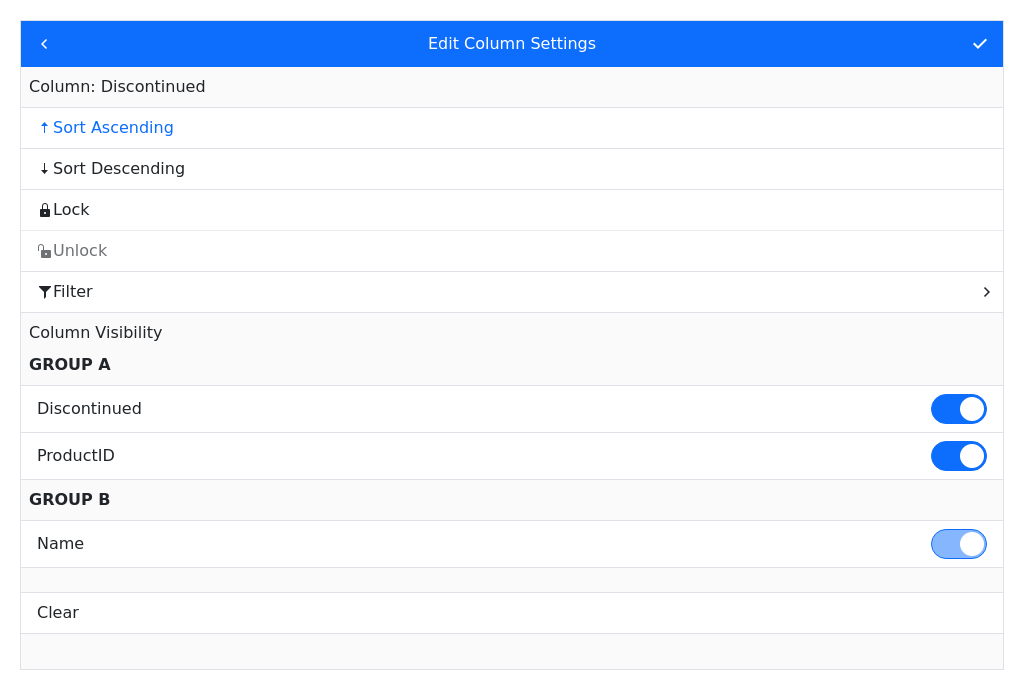 Edit Column Settings
Column: Discontinued
Sort Ascending
Sort Descending
Lock
Unlock
Filter
Column Visibility
GROUP A
Discontinued
ProductID
GROUP B
Name
Clear